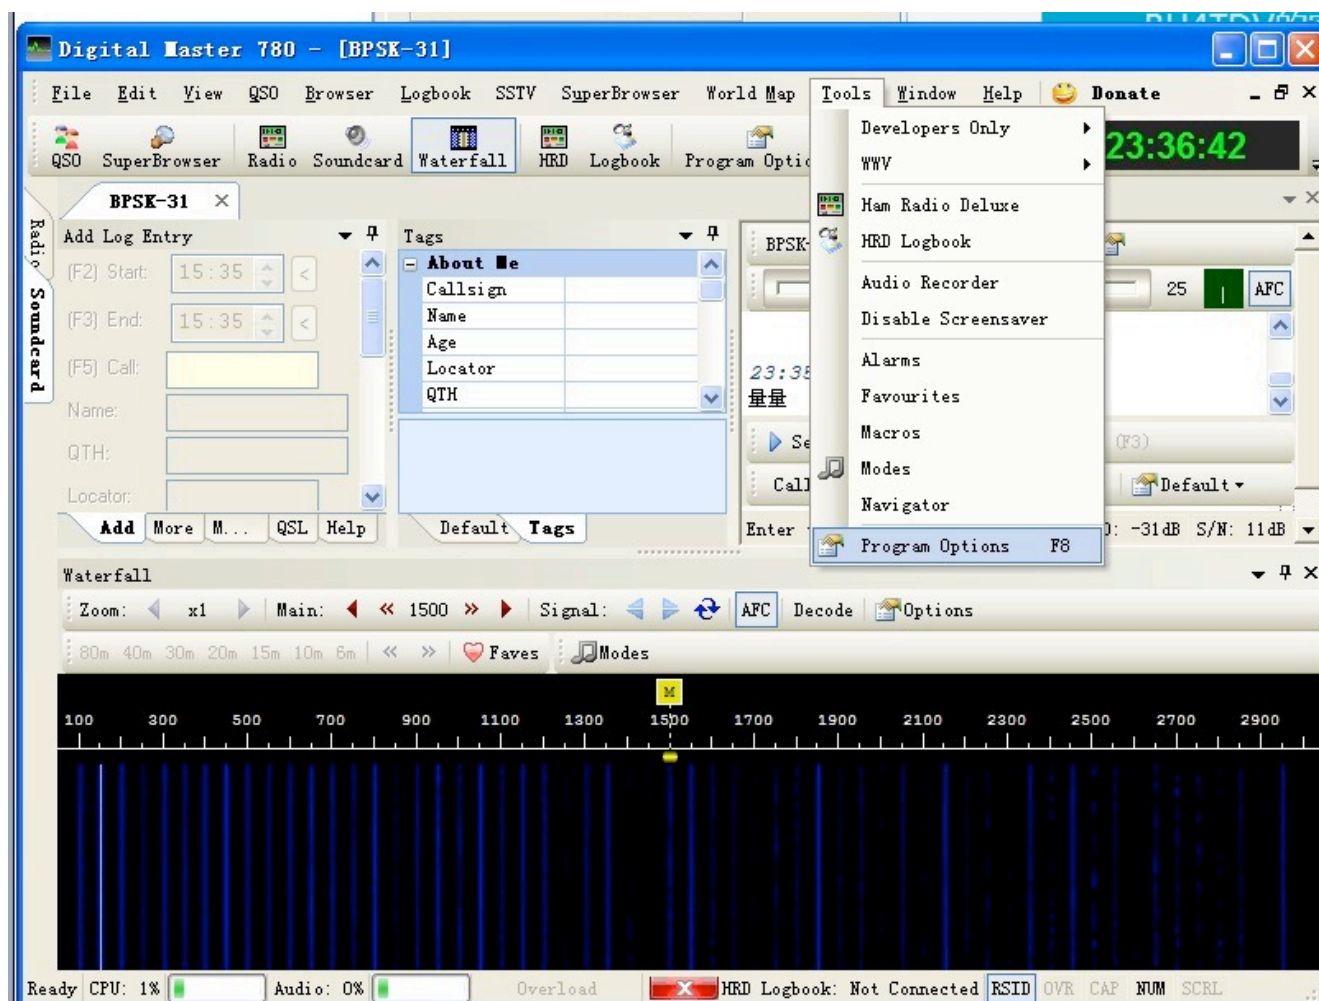 Digital Master 780 - [BPSK-31]
File Edit View QSO Browser Logbook SSTV SuperBrowser World Map Tools Window Help Donate
QSO SuperBrowser Radio Soundcard Waterfall HRD Logbook Program Optio
23:36:42
Developers Only
WWV
Ham Radio Deluxe
HRD Logbook
Audio Recorder
Disable Screensaver
Alarms
Favourites
Macros
Modes
Navigator
Program Options F8
BPSK-31
Radio
Soundcard
Add Log Entry
(F2) Start: 15:35 <
(F3) End: 15:35 <
(F5) Call:
Name:
QTH:
Locator:
Add More M... QSL Help
Tags
About Me
Callsign
Name
Age
Locator
QTH
Default Tags
BPSK-
25 AFC
23:35
量量
Se
(F3)
Call
Default
Enter
: -31dB S/N: 11dB
Waterfall
Zoom: x1 Main: 1500 Signal: AFC Decode Options
80m 40m 30m 20m 15m 10m 6m Faves Modes
M
100 300 500 700 900 1100 1300 1500 1700 1900 2100 2300 2500 2700 2900
Ready CPU: 1% Audio: 0% Overload HRD Logbook: Not Connected RSID OVR CAP NUM SCRL